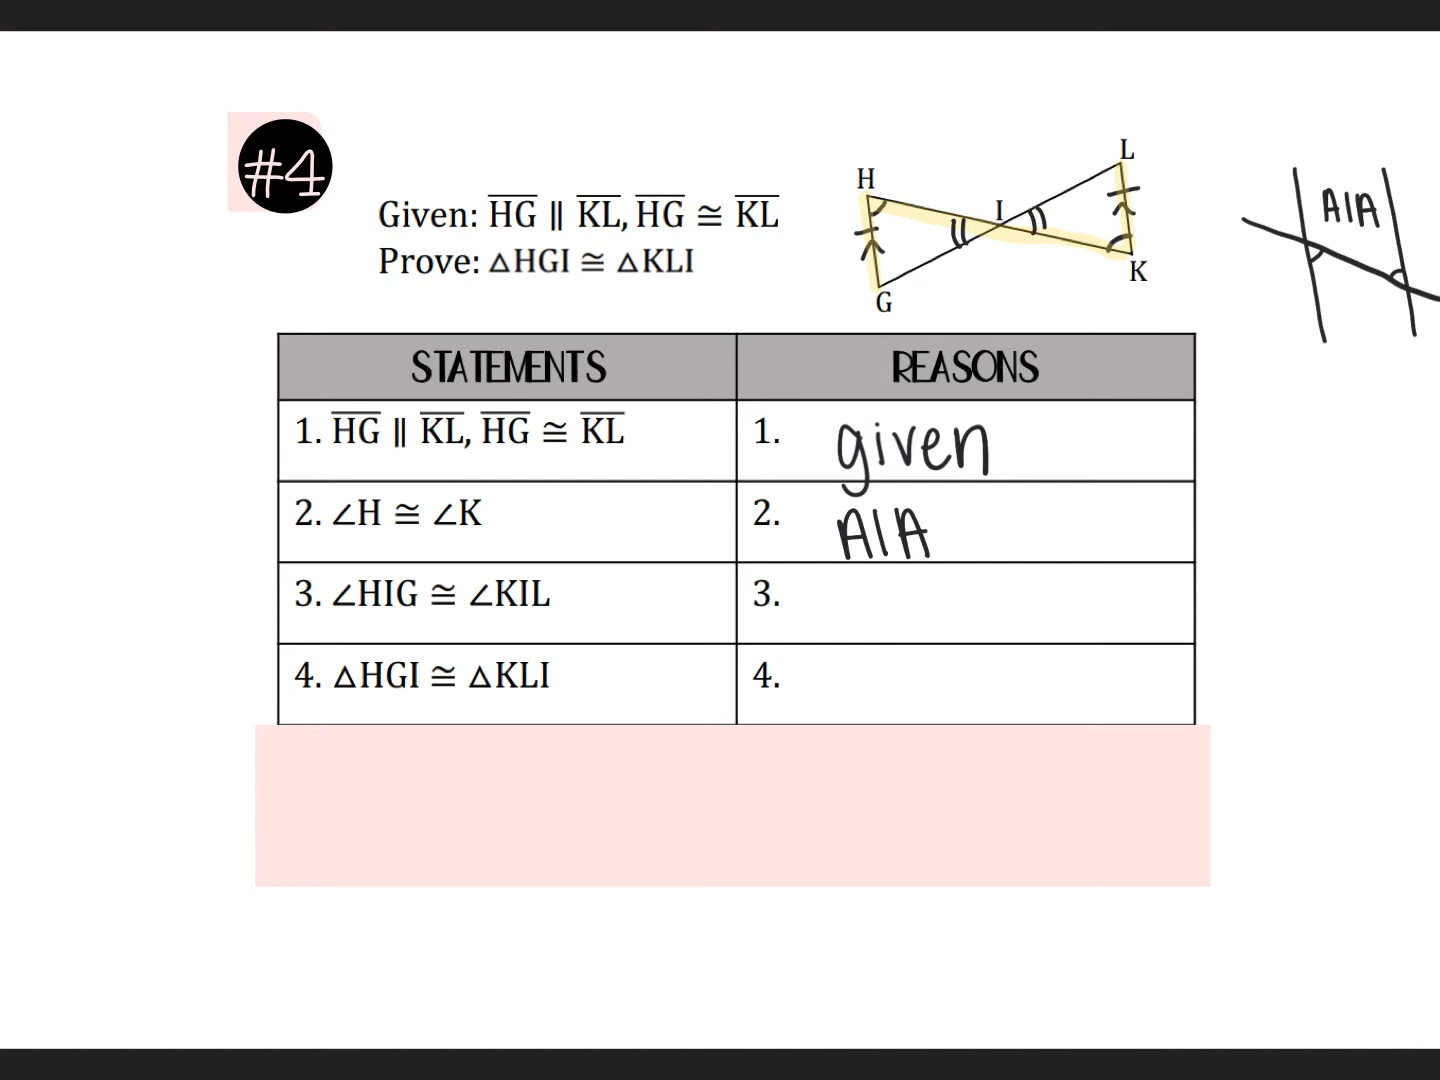 #4
Given: HG ∥ KL, HG ≅ KL
Prove: △HGI ≅ △KLI
H
I
L
G
K
AIA
STATEMENTS REASONS
1. HG ∥ KL, HG ≅ KL 1. given
2. ∠H ≅ ∠K 2. AIA
3. ∠HIG ≅ ∠KIL 3.
4. △HGI ≅ △KLI 4.